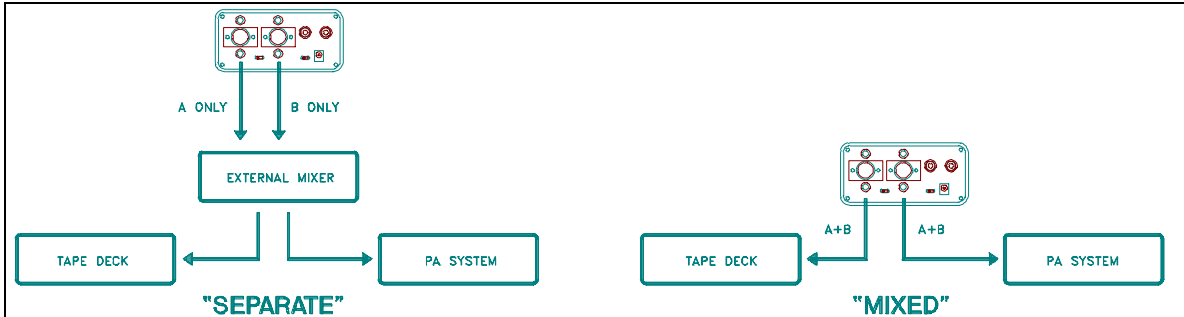 A ONLY
B ONLY
EXTERNAL MIXER
TAPE DECK
PA SYSTEM
"SEPARATE"
A+B
A+B
TAPE DECK
PA SYSTEM
"MIXED"